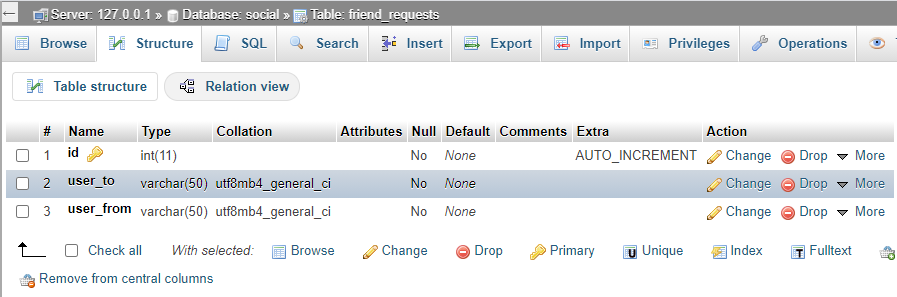 ← Server: 127.0.0.1 » Database: social » Table: friend_requests
Browse Structure SQL Search Insert Export Import Privileges Operations
Table structure Relation view
# Name Type Collation Attributes Null Default Comments Extra Action
1 id int(11) No None AUTO_INCREMENT Change Drop More
2 user_to varchar(50) utf8mb4_general_ci No None Change Drop More
3 user_from varchar(50) utf8mb4_general_ci No None Change Drop More
Check all With selected: Browse Change Drop Primary Unique Index Fulltext
Remove from central columns